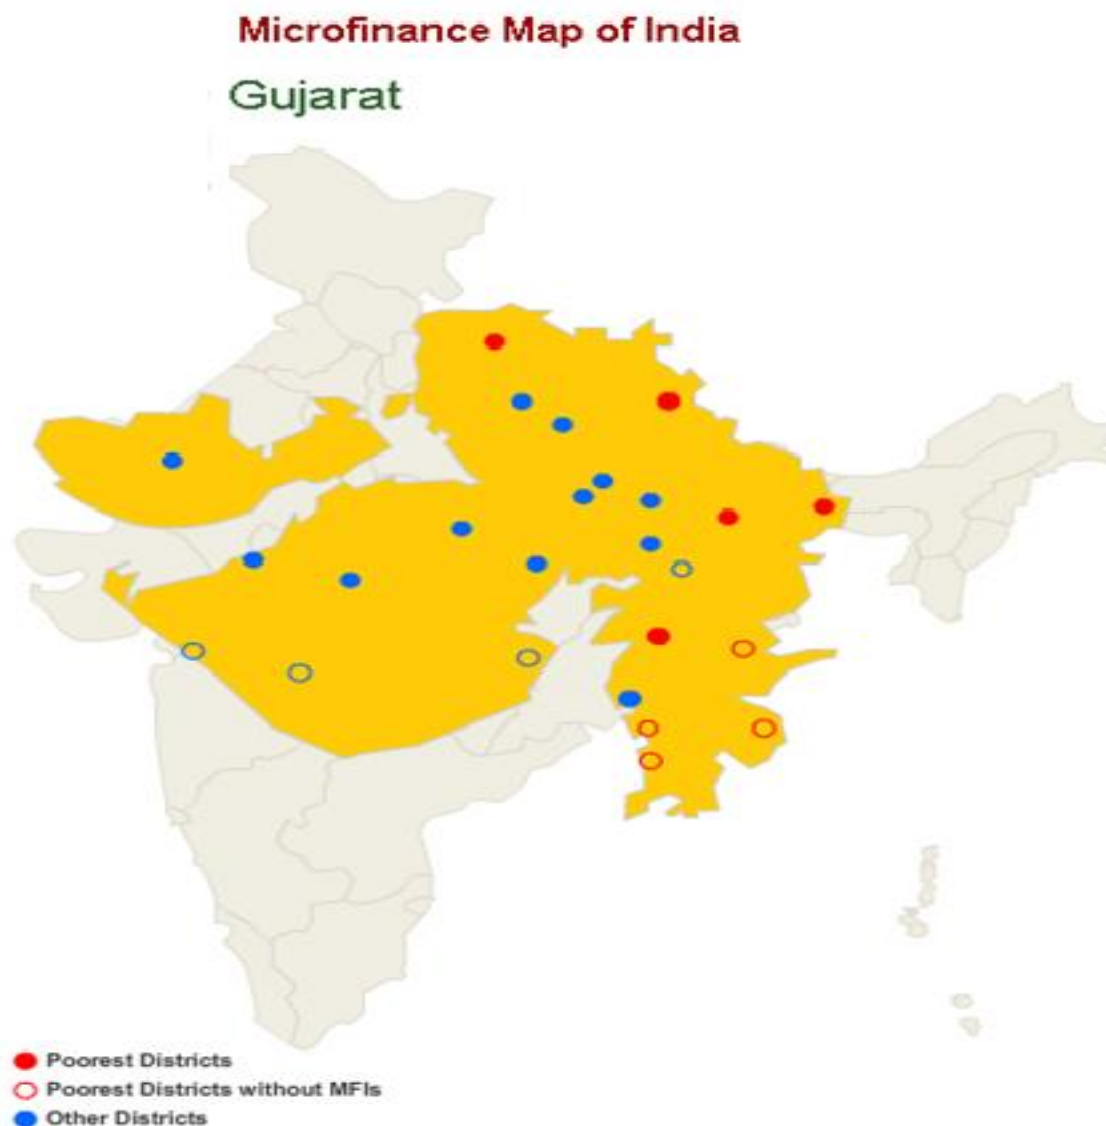 Microfinance Map of India
Gujarat
Poorest Districts
Poorest Districts without MFIs
Other Districts